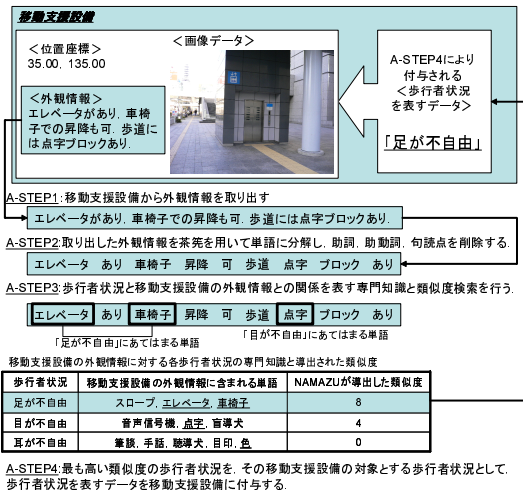 移動支援設備
＜位置座標＞
35.00, 135.00
＜画像データ＞
＜外観情報＞
エレベータがあり, 車椅
子での昇降も可. 歩道に
は点字ブロックあり.
A-STEP4により
付与される
＜歩行者状況
を表すデータ＞
「足が不自由」
A-STEP1:移動支援設備から外観情報を取り出す
エレベータがあり, 車椅子での昇降も可. 歩道には点字ブロックあり.
A-STEP2:取り出した外観情報を茶筅を用いて単語に分解し, 助詞, 助動詞, 句読点を削除する.
エレベータ あり 車椅子 昇降 可 歩道 点字 ブロック あり
A-STEP3:歩行者状況と移動支援設備の外観情報との関係を表す専門知識と類似度検索を行う.
エレベータ あり 車椅子 昇降 可 歩道 点字 ブロック あり
「足が不自由」にあてはまる単語
「目が不自由」にあてはまる単語
移動支援設備の外観情報に対する各歩行者状況の専門知識と導出された類似度
歩行者状況 移動支援設備の外観情報に含まれる単語 NAMAZUが導出した類似度
足が不自由 スロープ, エレベータ, 車椅子 8
目が不自由 音声信号機, 点字, 盲導犬 4
耳が不自由 筆談, 手話, 聴導犬, 目印, 色 0
A-STEP4:最も高い類似度の歩行者状況を, その移動支援設備の対象とする歩行者状況として,
歩行者状況を表すデータを移動支援設備に付与する.